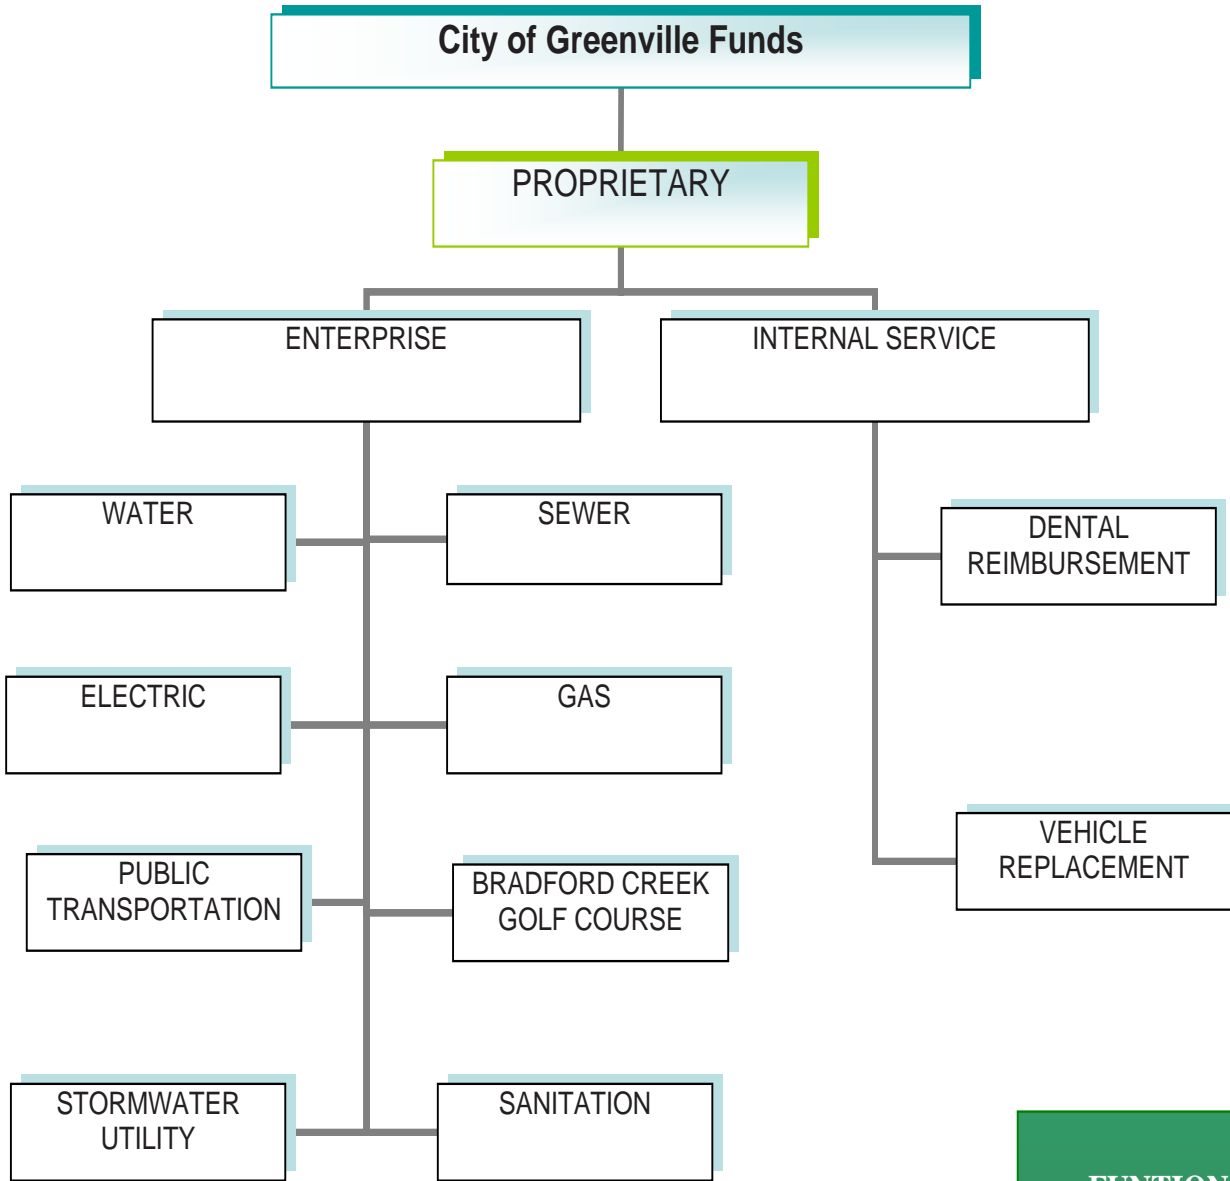 City of Greenville Funds
PROPRIETARY
ENTERPRISE
INTERNAL SERVICE
WATER
SEWER
DENTAL
REIMBURSEMENT
ELECTRIC
GAS
PUBLIC
TRANSPORTATION
BRADFORD CREEK
GOLF COURSE
VEHICLE
REPLACEMENT
STORMWATER
UTILITY
SANITATION